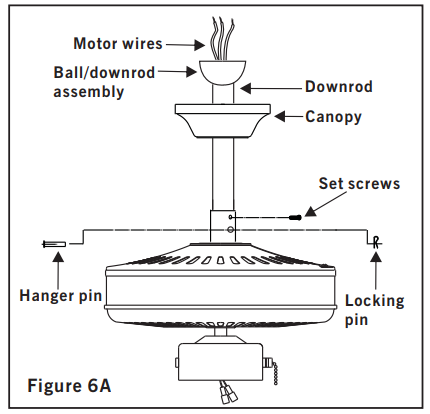 Motor wires
Ball/downrod
assembly
Downrod
Canopy
Set screws
Hanger pin
Locking
pin
Figure 6A